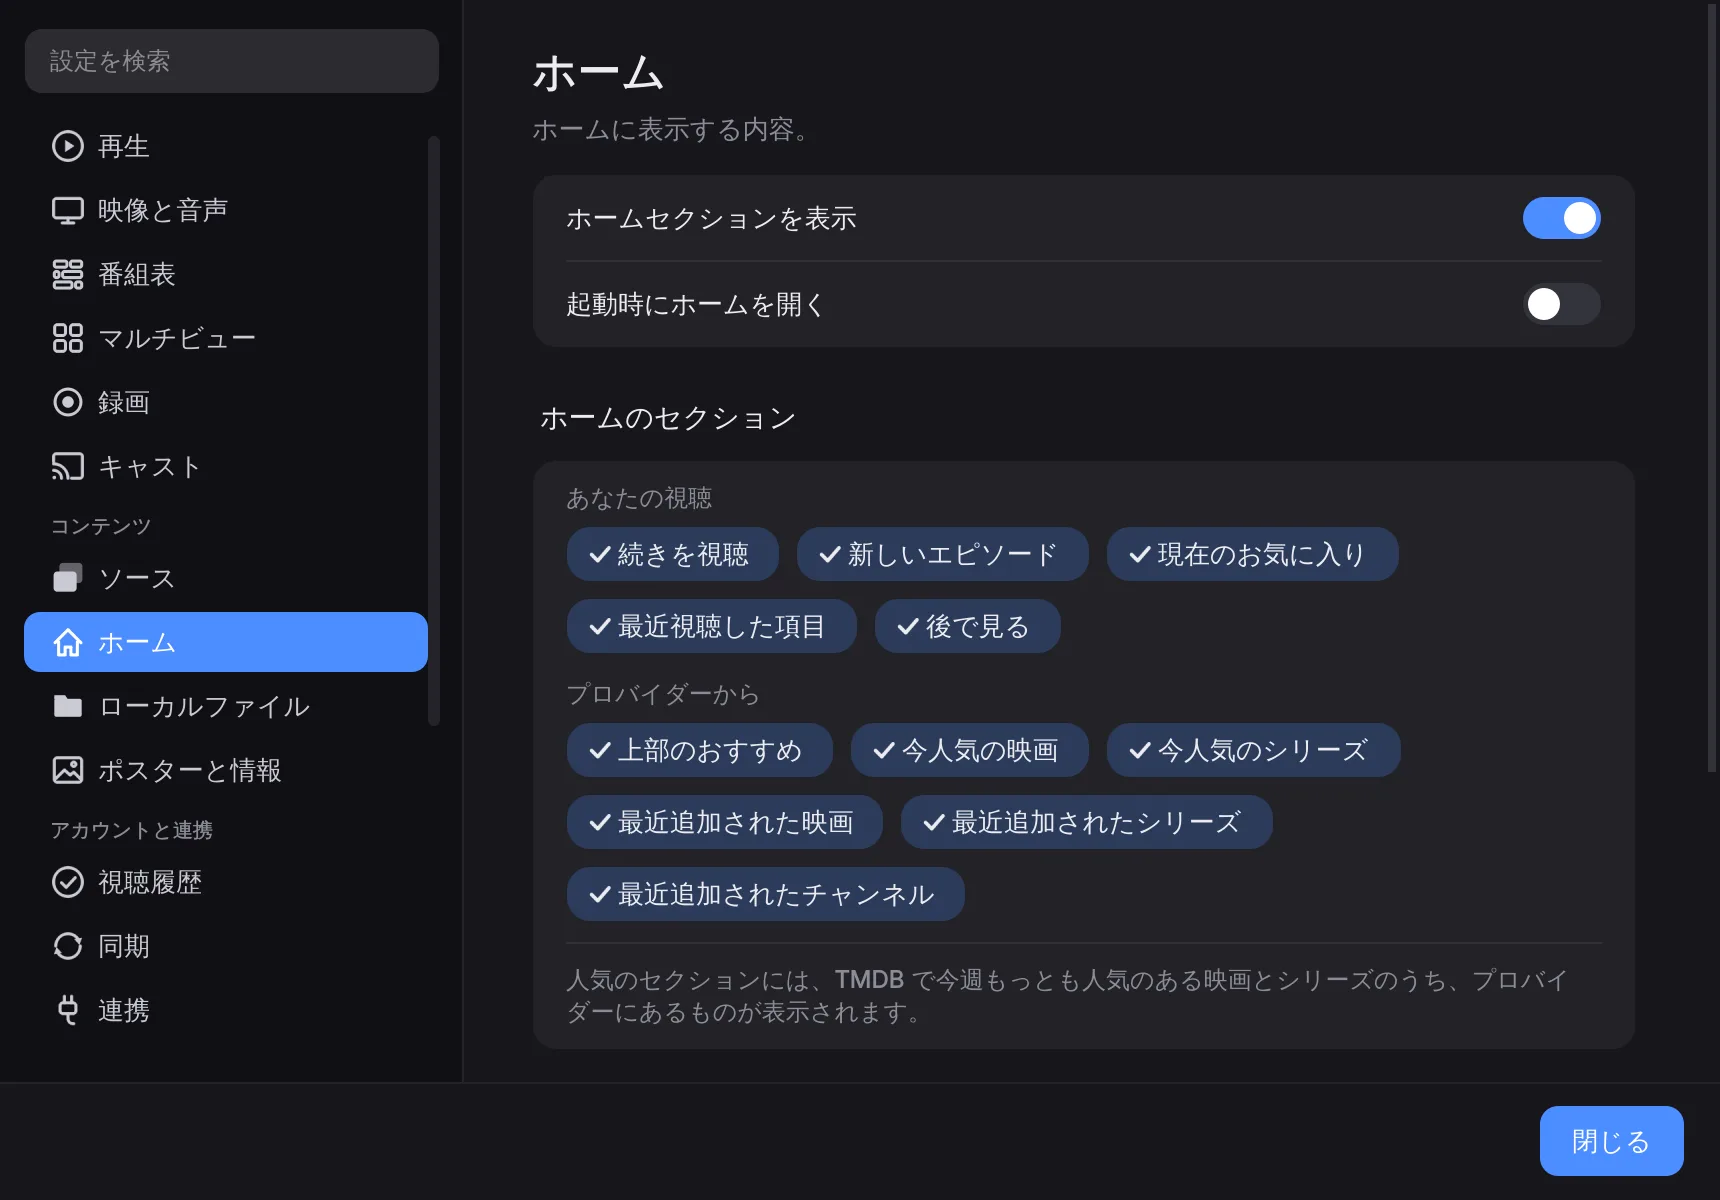 設定を検索
再生
映像と音声
番組表
マルチビュー
録画
キャスト
コンテンツ
ソース
ホーム
ローカルファイル
ポスターと情報
アカウントと連携
視聴履歴
同期
連携
ホーム
ホームに表示する内容。
ホームセクションを表示
起動時にホームを開く
ホームのセクション
あなたの視聴
続きを視聴
新しいエピソード
現在のお気に入り
最近視聴した項目
後で見る
プロバイダーから
上部のおすすめ
今人気の映画
今人気のシリーズ
最近追加された映画
最近追加されたシリーズ
最近追加されたチャンネル
人気のセクションには、TMDB で今週もっとも人気のある映画とシリーズのうち、プロバイ
ダーにあるものが表示されます。
閉じる